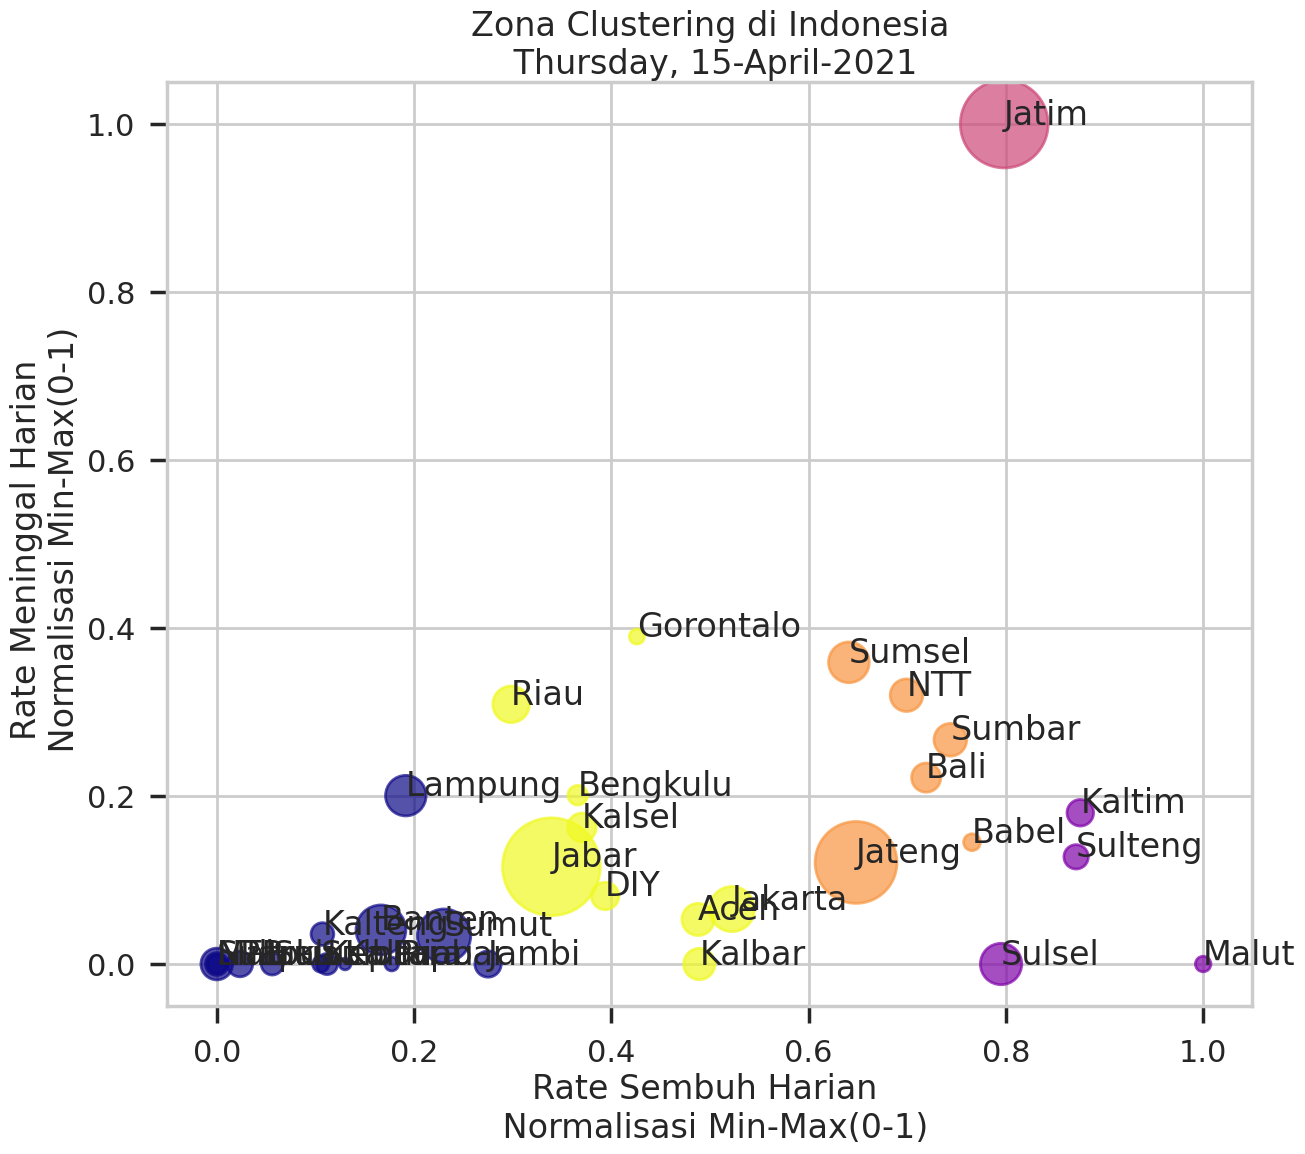 Zona Clustering di Indonesia
Thursday, 15-April-2021
Rate Meninggal Harian
Normalisasi Min-Max(0-1)
1.0
0.8
0.6
0.4
0.2
0.0
Jatim
Gorontalo
Sumsel
NTT
Riau
Sumbar
Bali
Lampung
Bengkulu
Kaltim
Kalsel
Babel
Sulteng
Jabar
Jateng
DIY
Jakarta
Aceh
Banten
Kalteng
Sumut
Jambi
Kalbar
Sulsel
Malut
0.0 0.2 0.4 0.6 0.8 1.0
Rate Sembuh Harian
Normalisasi Min-Max(0-1)